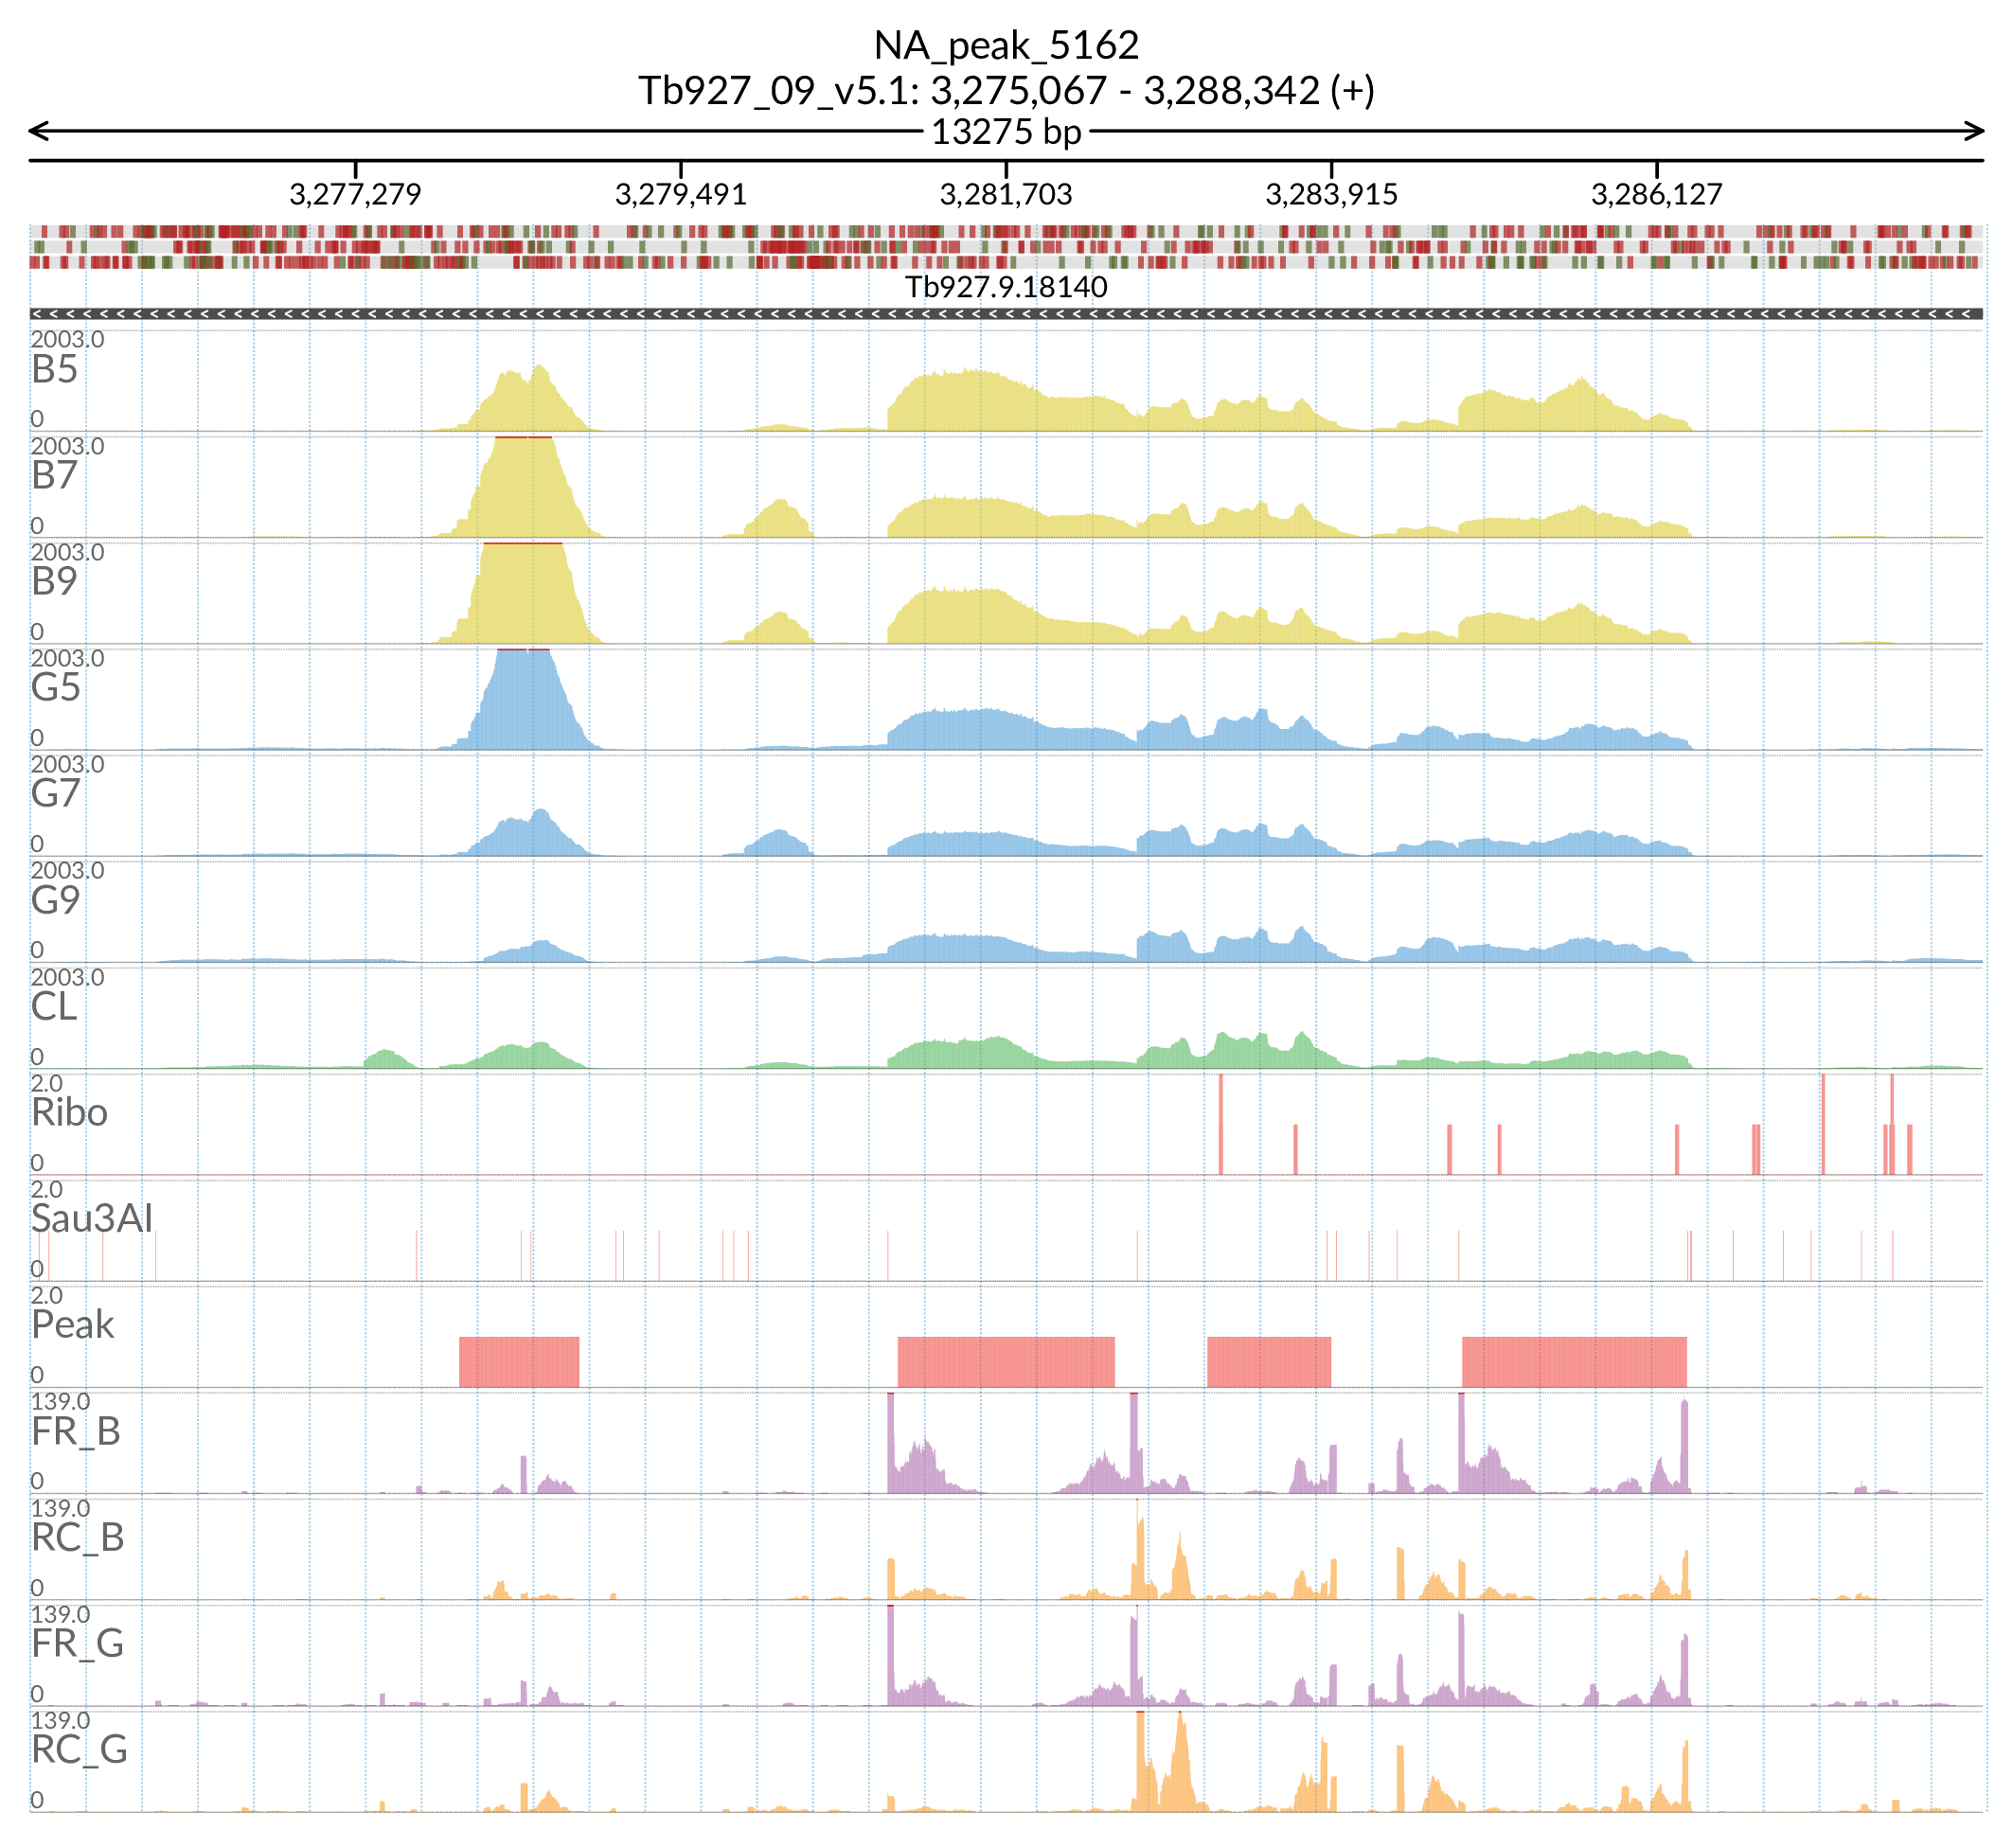 NA_peak_5162
Tb927_09_v5.1: 3,275,067 - 3,288,342 (+)
13275 bp
3,277,279 3,279,491 3,281,703 3,283,915 3,286,127
Tb927.9.18140
2003.0
B5
0
2003.0
B7
0
2003.0
B9
0
2003.0
G5
0
2003.0
G7
0
2003.0
G9
0
2003.0
CL
0
2.0
Ribo
0
2.0
Sau3AI
0
2.0
Peak
0
139.0
FR_B
0
139.0
RC_B
0
139.0
FR_G
0
139.0
RC_G
0